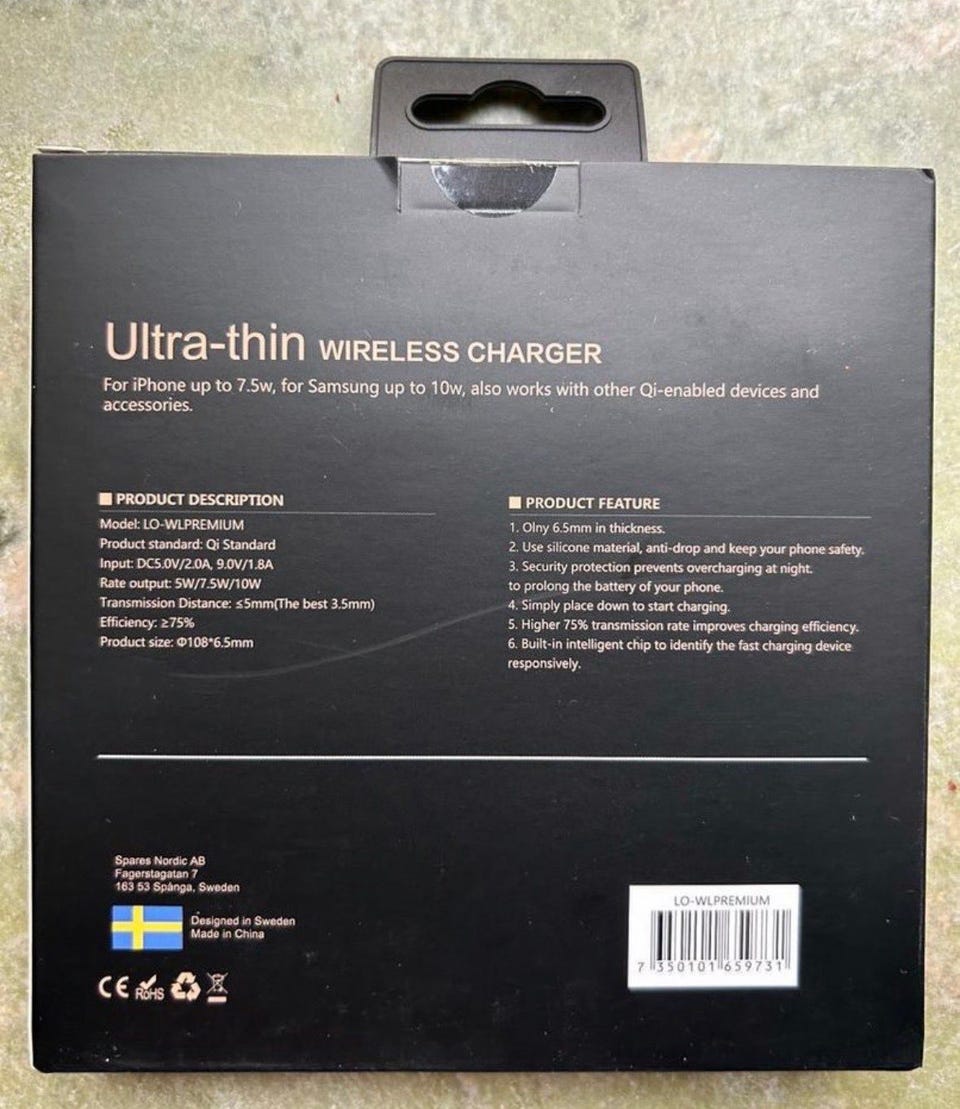 Ultra-thin WIRELESS CHARGER
For iPhone up to 7.5w, for Samsung up to 10w, also works with other Qi-enabled devices and
accessories.
PRODUCT DESCRIPTION
Model: LO-WLPREMIUM
Product standard: Qi Standard
Input: DC5.0V/2.0A, 9.0V/1.8A
Rate output: 5W/7.5W/10W
Transmission Distance: ≤5mm(The best 3.5mm)
Efficiency: ≥75%
Product size: Φ108*6.5mm
PRODUCT FEATURE
1. Olny 6.5mm in thickness.
2. Use silicone material, anti-drop and keep your phone safety.
3. Security protection prevents overcharging at night.
to prolong the battery of your phone.
4. Simply place down to start charging.
5. Higher 75% transmission rate improves charging efficiency.
6. Built-in intelligent chip to identify the fast charging device
responsively.
Spares Nordic AB
Fagerstagatan 7
163 53 Spånga, Sweden
Designed in Sweden
Made in China
CE RoHS
LO-WLPREMIUM
7 350101 659731